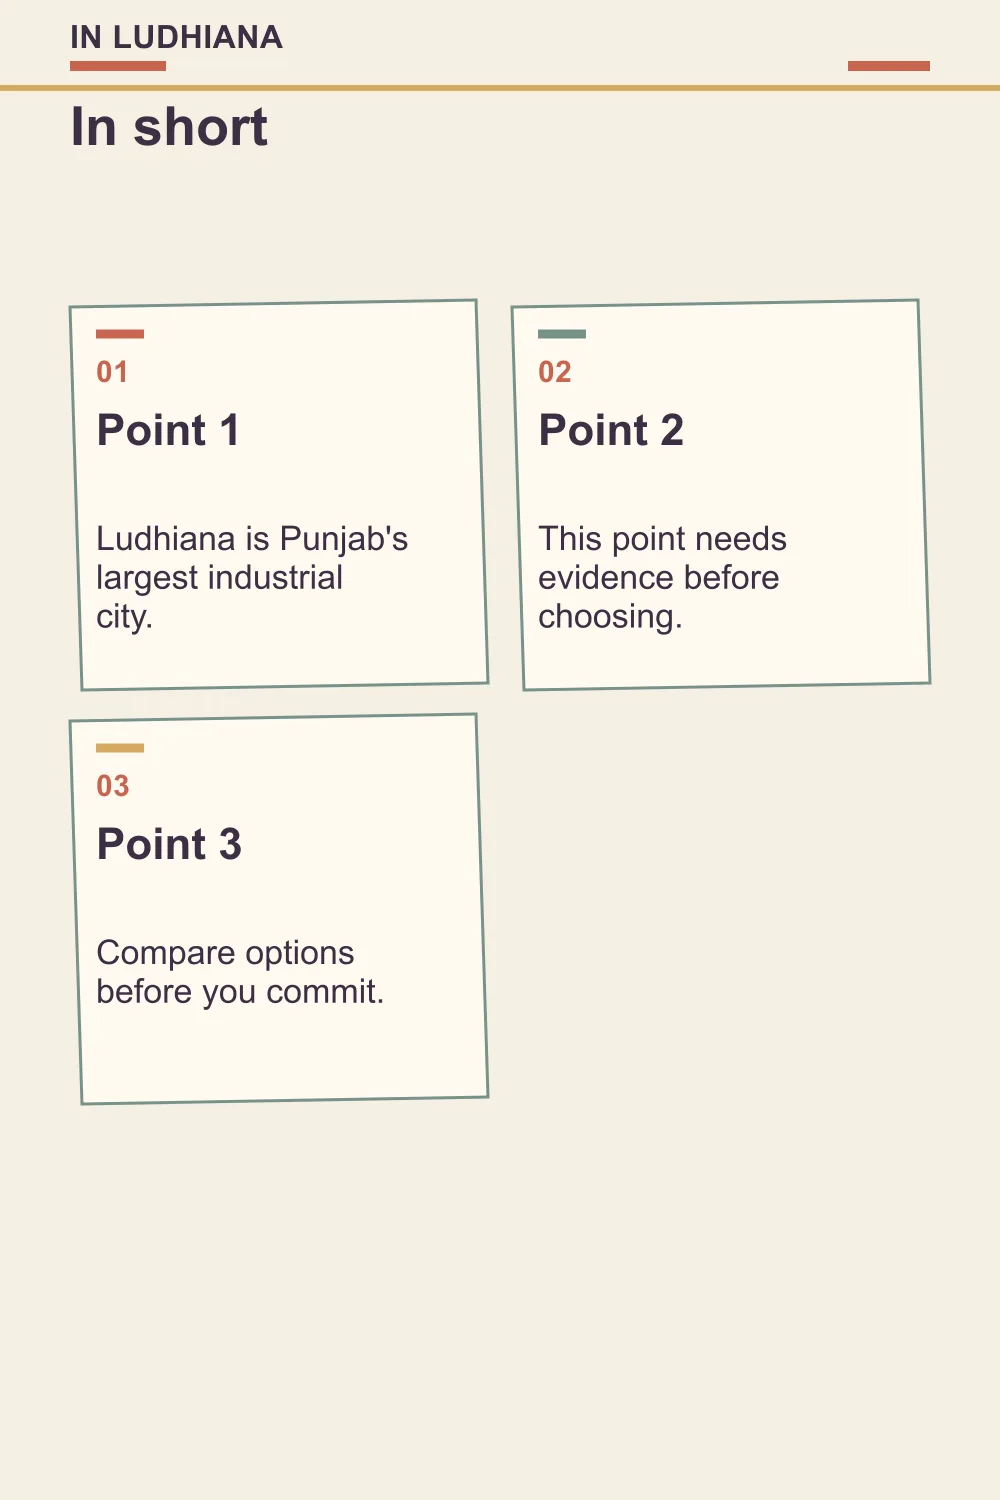 IN LUDHIANA
In short
01
Point 1
Ludhiana is Punjab's
largest industrial
city.
02
Point 2
This point needs
evidence before
choosing.
03
Point 3
Compare options
before you commit.